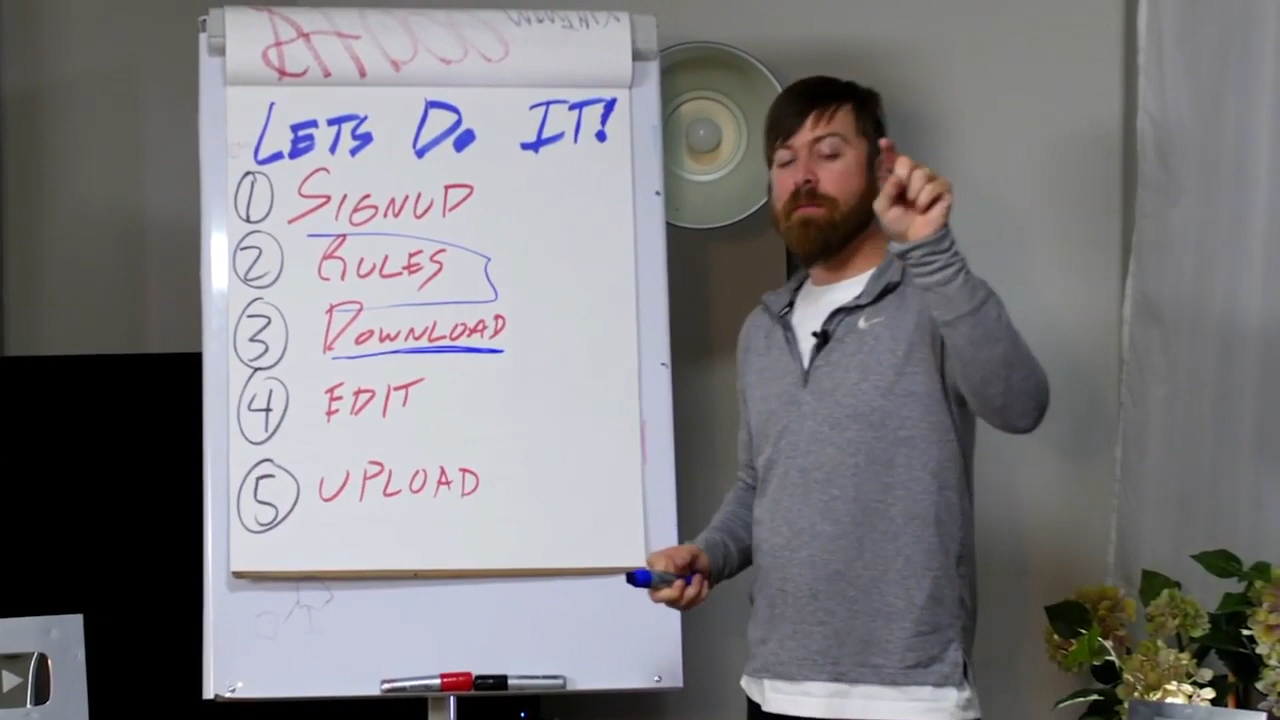 LETS DO IT!
1 SIGNUP
2 RULES
3 DOWNLOAD
4 EDIT
5 UPLOAD